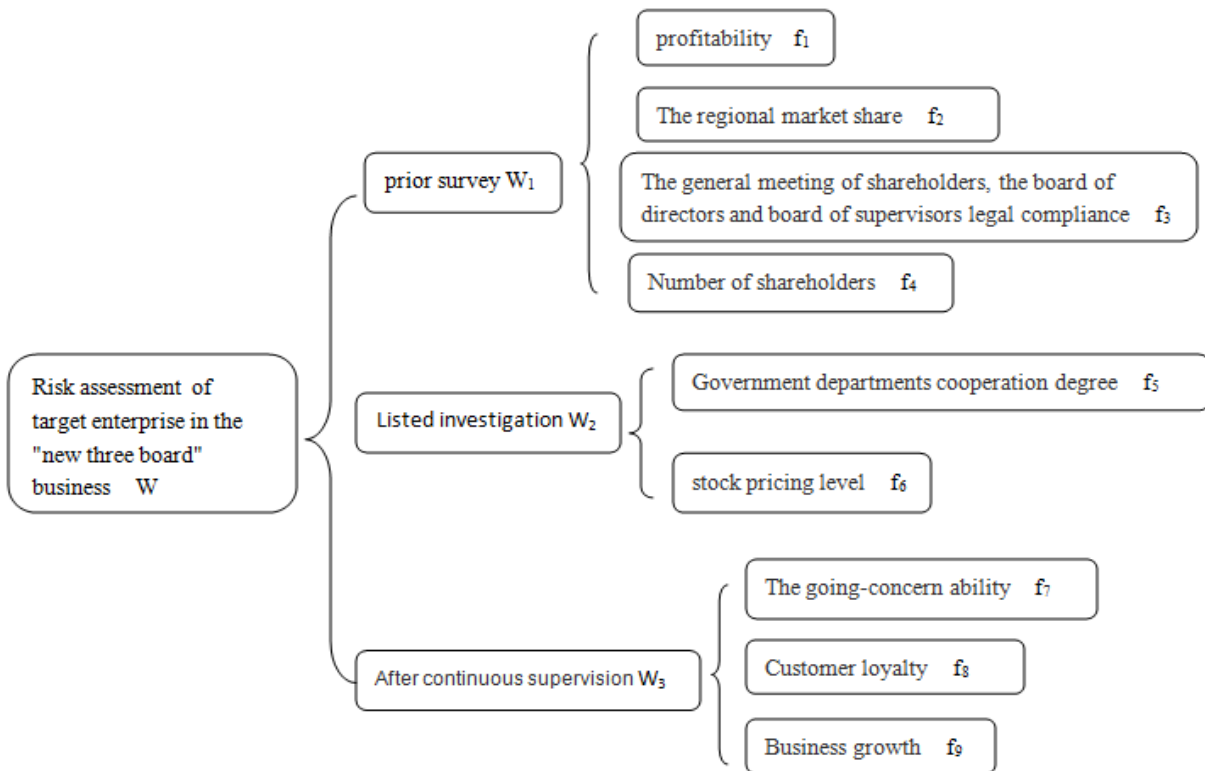 profitability f₁
The regional market share f₂
prior survey W₁
The general meeting of shareholders, the board of
directors and board of supervisors legal compliance f₃
Number of shareholders f₄
Risk assessment of
target enterprise in the
"new three board"
business W
Government departments cooperation degree f₅
Listed investigation W₂
stock pricing level f₆
The going-concern ability f₇
After continuous supervision W₃
Customer loyalty f₈
Business growth f₉